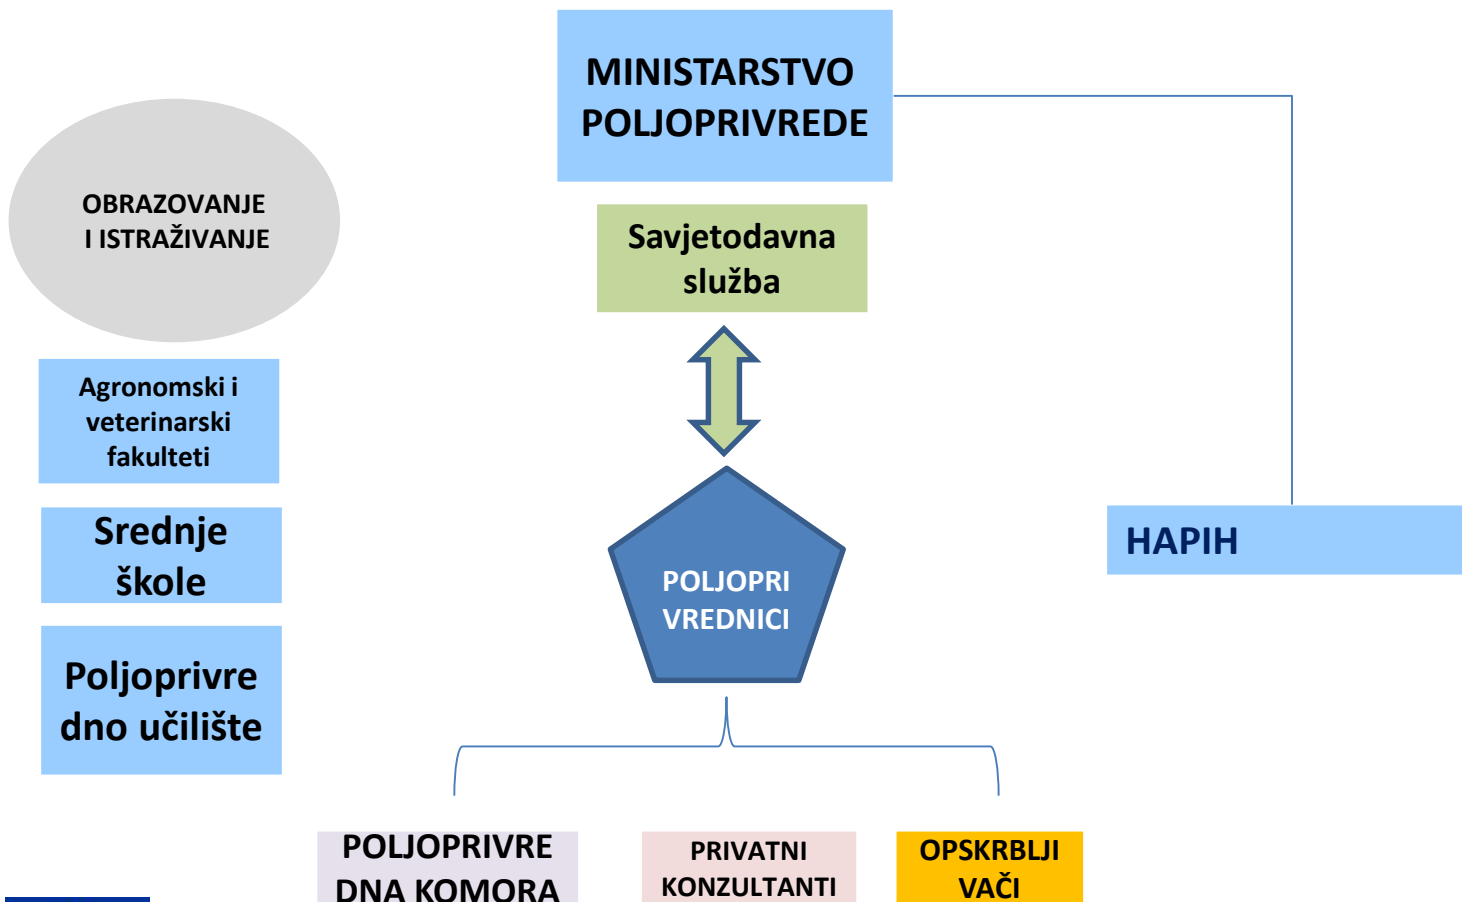 MINISTARSTVO
POLJOPRIVREDE
OBRAZOVANJE
I ISTRAŽIVANJE
Savjetodavna
služba
Agronomski i
veterinarski
fakulteti
Srednje
škole
Poljoprivre
dno učilište
POLJOPRI
VREDNICI
HAPIH
POLJOPRIVRE
DNA KOMORA
PRIVATNI
KONZULTANTI
OPSKRBLJI
VAČI